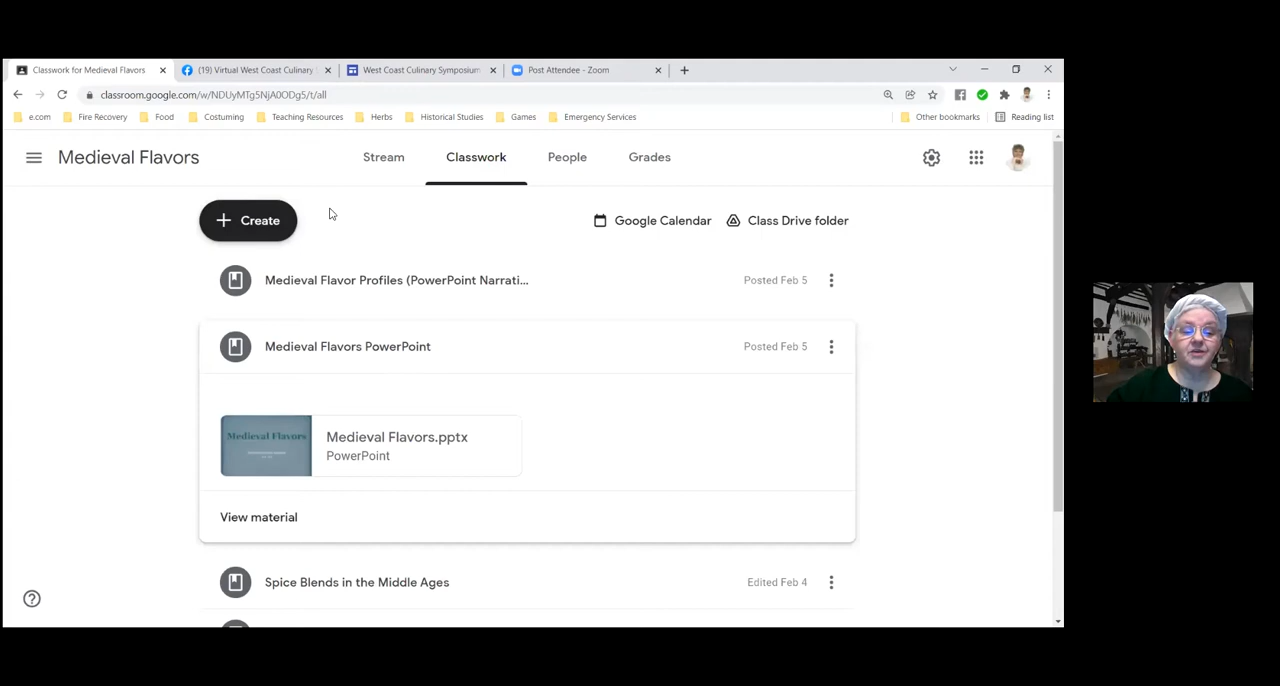 Classwork for Medieval Flavors
(19) Virtual West Coast Culinary
West Coast Culinary Symposium
Post Attendee - Zoom
classroom.google.com/w/NDUyMTg5NjA0ODg5/t/all
e.com Fire Recovery Food Costuming Teaching Resources Herbs Historical Studies Games Emergency Services Other bookmarks Reading list
Medieval Flavors Stream Classwork People Grades
Create Google Calendar Class Drive folder
Medieval Flavor Profiles (PowerPoint Narrati... Posted Feb 5
Medieval Flavors PowerPoint Posted Feb 5
Medieval Flavors
Medieval Flavors.pptx
PowerPoint
View material
Spice Blends in the Middle Ages Edited Feb 4